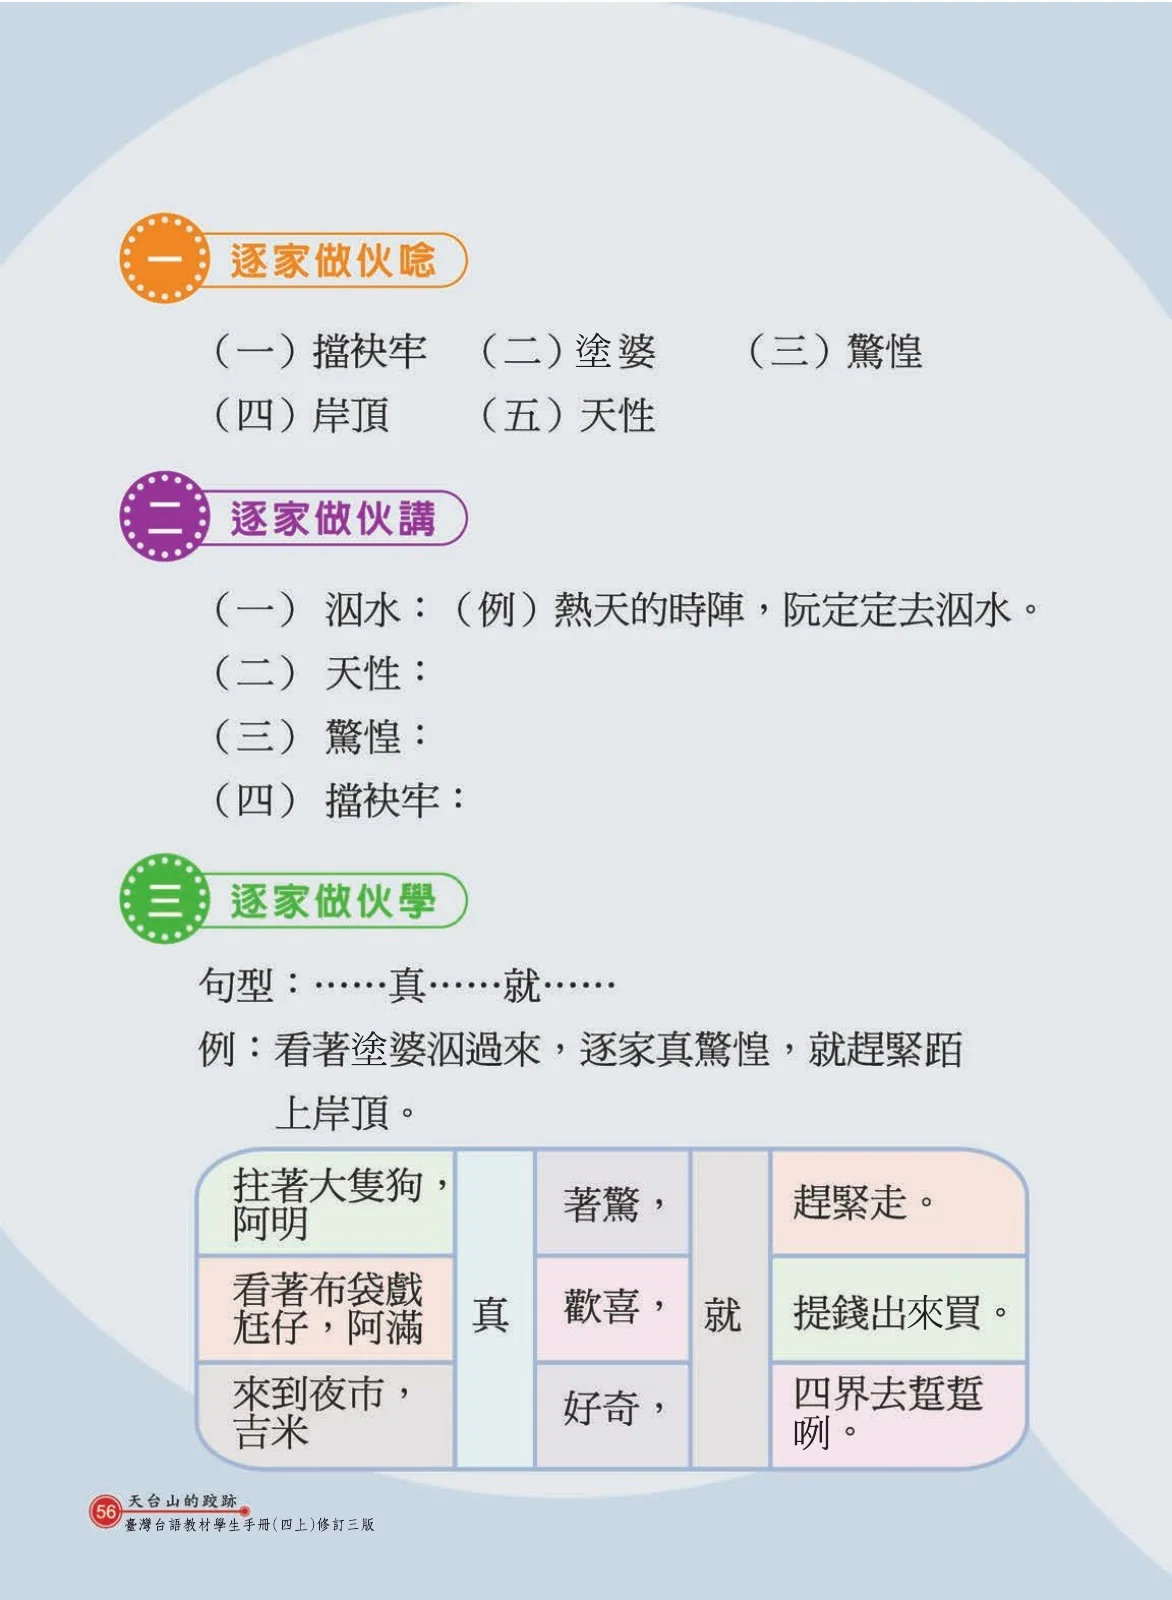 一 逐家做伙唸
（一）擋袂牢 （二）塗婆 （三）驚惶
（四）岸頂 （五）天性
二 逐家做伙講
（一） 泅水：（例）熱天的時陣，阮定定去泅水。
（二） 天性：
（三） 驚惶：
（四） 擋袂牢：
三 逐家做伙學
句型：⋯⋯真⋯⋯就⋯⋯
例：看著塗婆泅過來，逐家真驚惶，就趕緊𬦰
上岸頂。
拄著大隻狗，
阿明
著驚，
趕緊走。
看著布袋戲
尪仔，阿滿
真
歡喜，
就
提錢出來買。
來到夜市，
吉米
好奇，
四界去踅踅
咧。
56
天台山的跤跡
臺灣台語教材學生手冊(四上)修訂三版